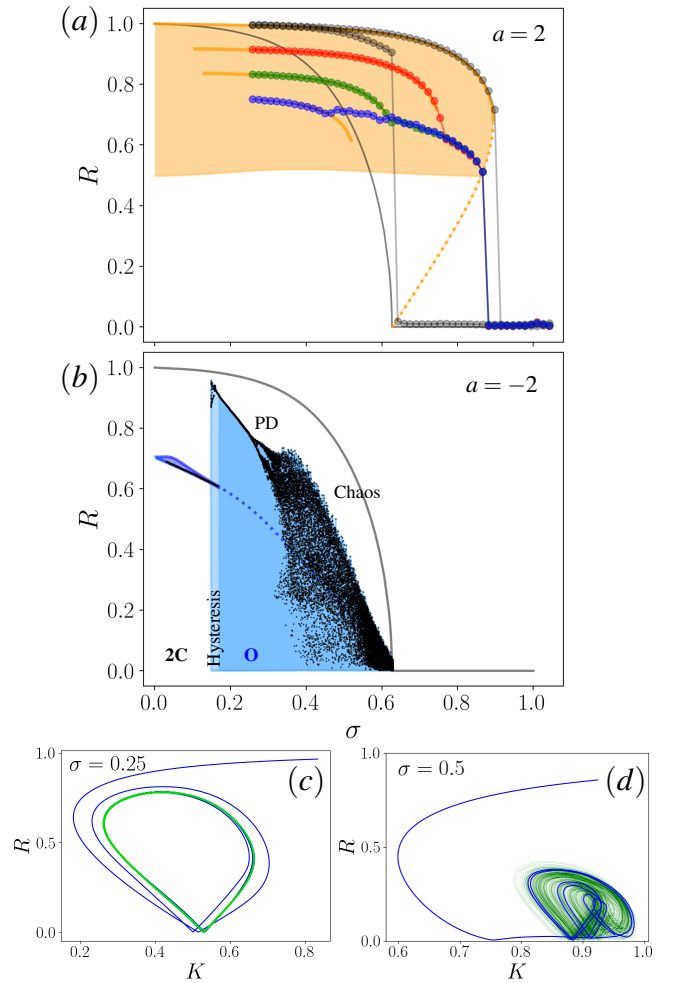 (a)
a = 2
1.0
0.8
0.6
0.4
0.2
0.0
R
(b)
a = −2
1.0
0.8
0.6
0.4
0.2
0.0
R
PD
Chaos
Hysteresis
2C
O
0.0 0.2 0.4 0.6 0.8 1.0
σ
(c)
σ = 0.25
1.0
0.5
0.0
R
0.2 0.4 0.6 0.8
K
(d)
σ = 0.5
1.0
0.5
0.0
R
0.6 0.7 0.8 0.9 1.0
K